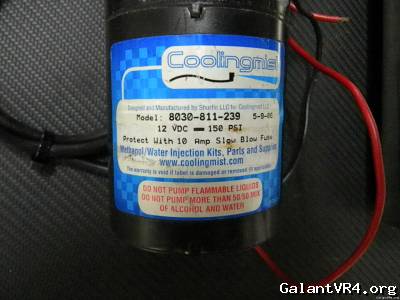 Coolingmist
Designed and Manufactured by Shurflo LLC for Coolingmist LLC
Model: 8030-811-239 5-9-06
12 VDC 150 PSI
Protect With 10 Amp Slow Blow Fuse
Methanol/Water Injection Kits, Parts and Supplies
www.coolingmist.com
The warranty is void if label is damaged or removed
DO NOT PUMP FLAMMABLE LIQUIDS
DO NOT PUMP MORE THAN 50/50 MIX
OF ALCOHOL AND WATER
GalantVR4.org